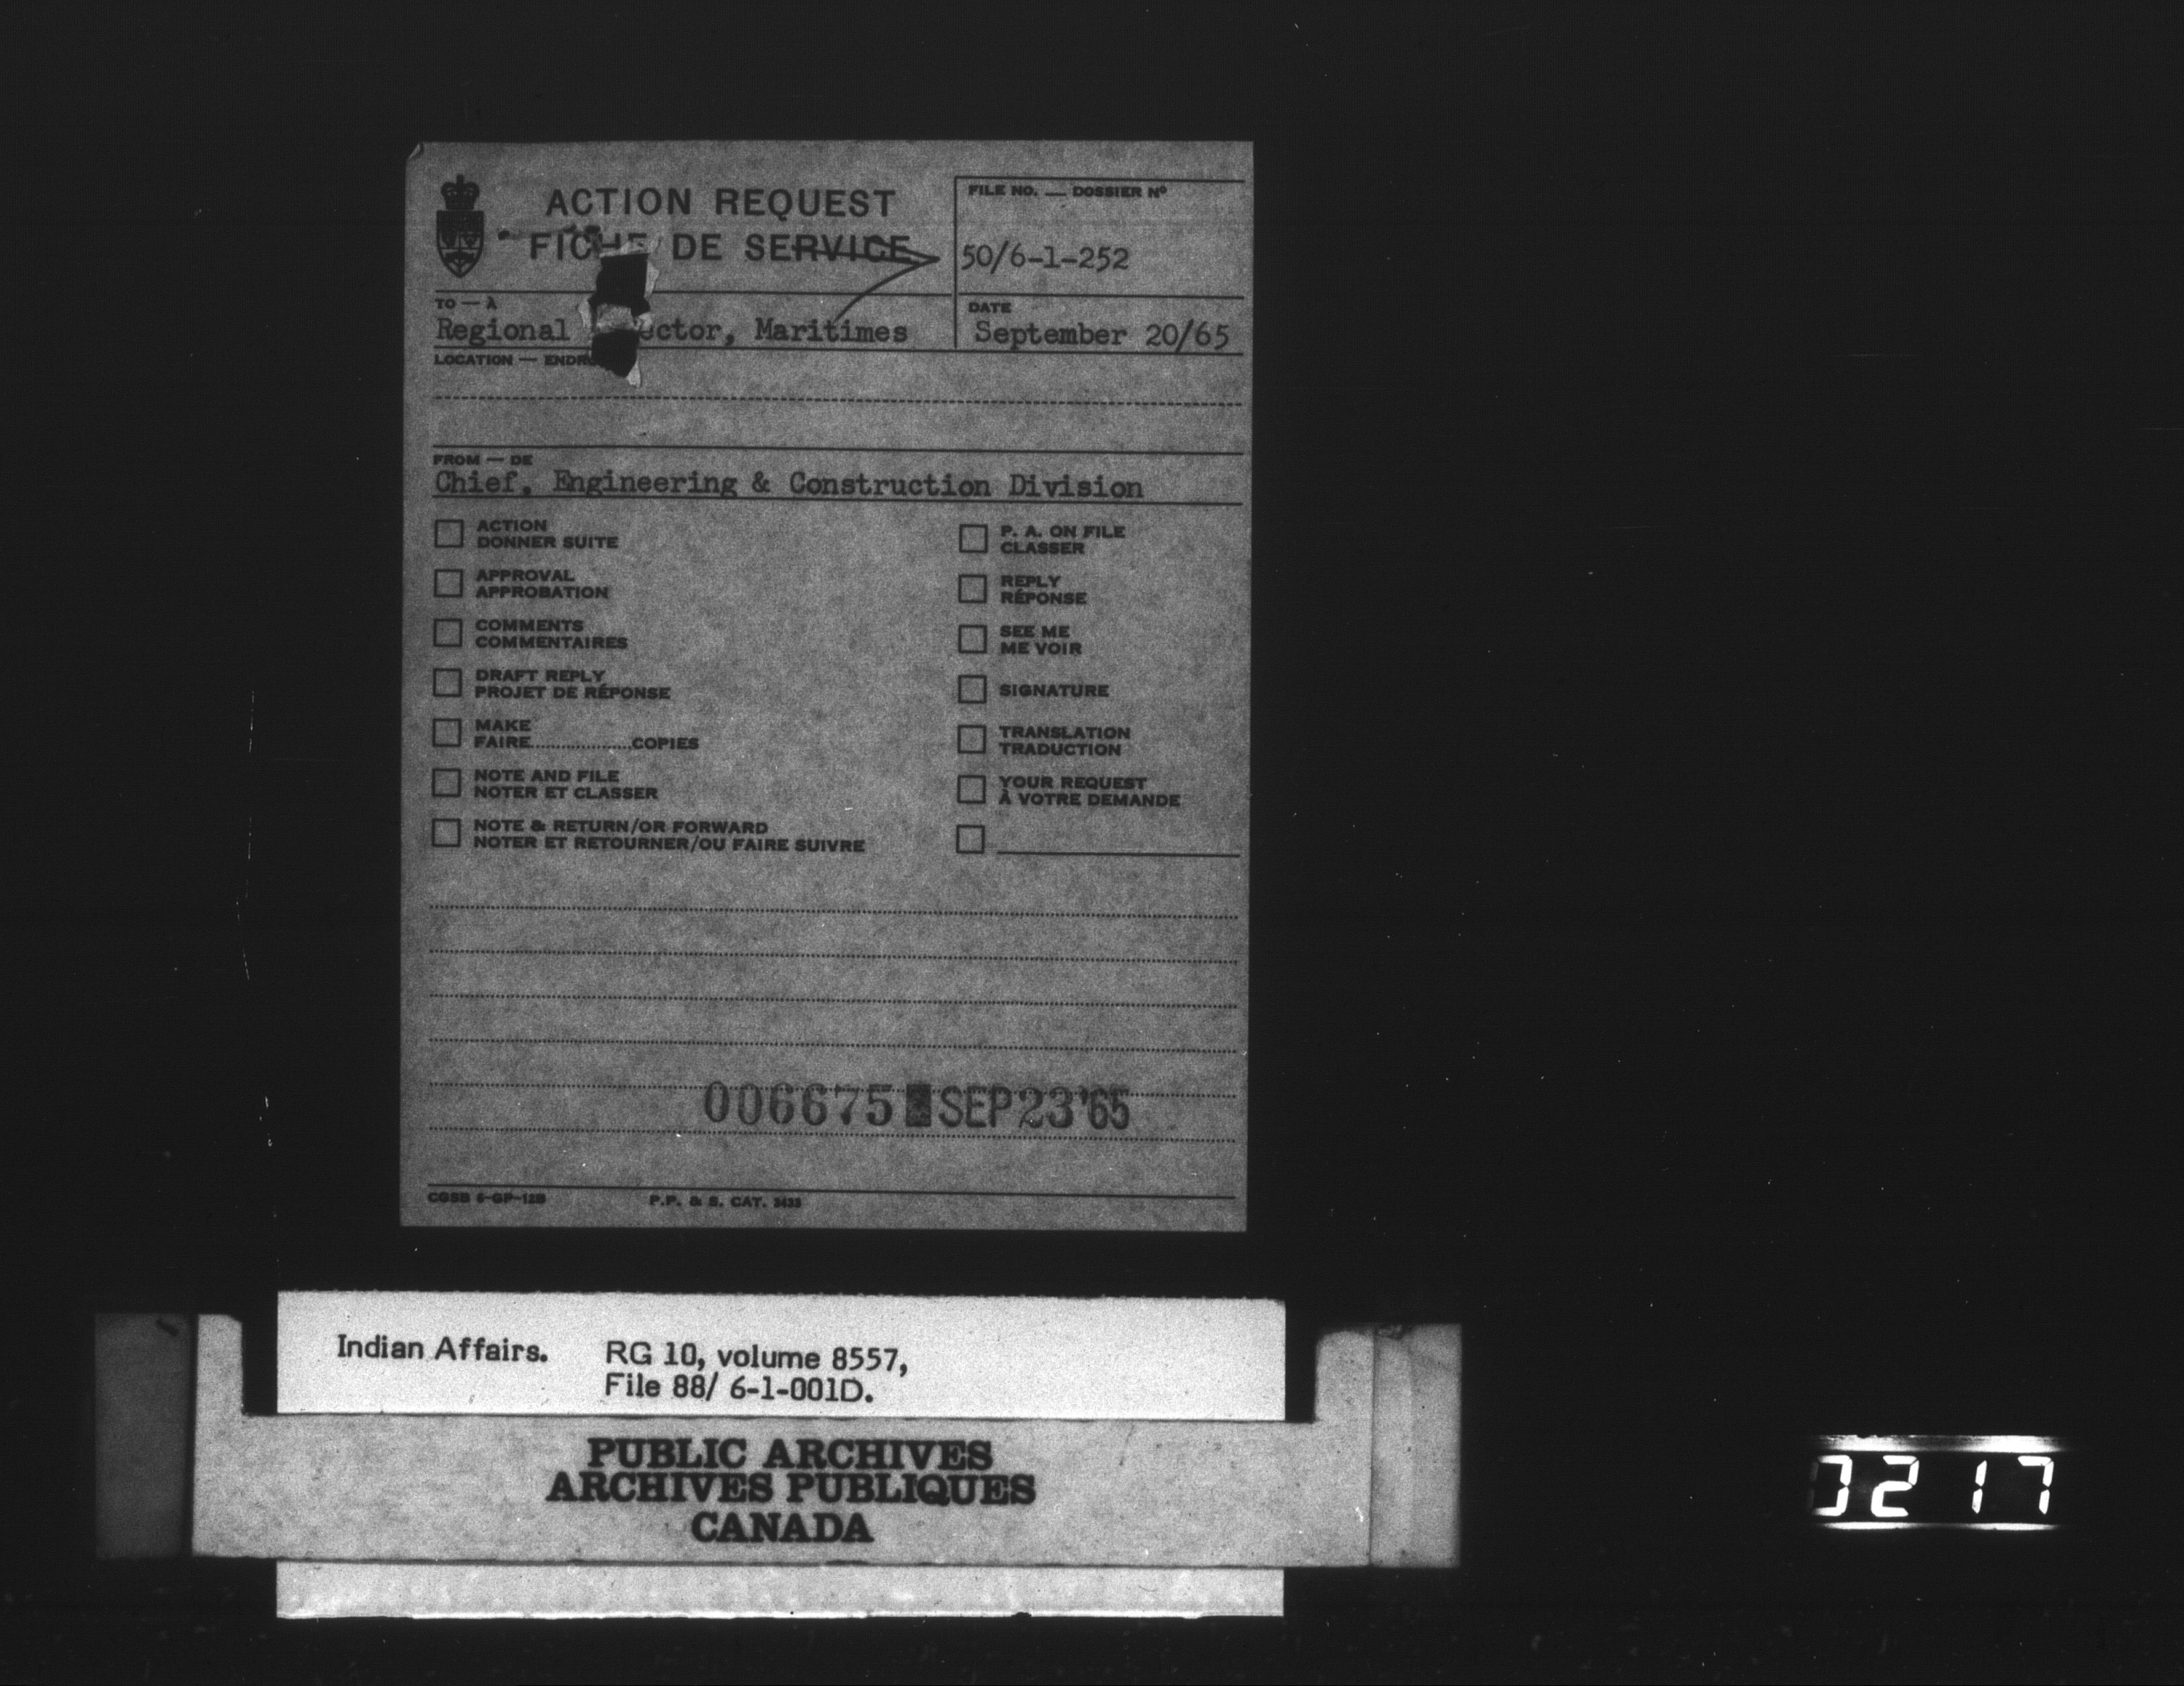 ACTION REQUEST
FICHE DE SERVICE
FILE NO. — DOSSIER Nº
50/6-1-252
TO — À
Regional ector, Maritimes
DATE
September 20/65
LOCATION —
FROM — DE
Chief, Engineering & Construction Division
ACTION
DONNER SUITE
APPROVAL
APPROBATION
COMMENTS
COMMENTAIRES
DRAFT REPLY
PROJET DE RÉPONSE
MAKE
FAIRE....................COPIES
NOTE AND FILE
NOTER ET CLASSER
NOTE & RETURN/OR FORWARD
NOTER ET RETOURNER/OU FAIRE SUIVRE
P. A. ON FILE
CLASSER
REPLY
RÉPONSE
SEE ME
ME VOIR
SIGNATURE
TRANSLATION
TRADUCTION
YOUR REQUEST
À VOTRE DEMANDE
006675 SEP 23 '65
CGSB 6-GP-12B P.P. & S. CAT. 3433
Indian Affairs. RG 10, volume 8557,
File 88/ 6-1-001D.
PUBLIC ARCHIVES
ARCHIVES PUBLIQUES
CANADA
0217